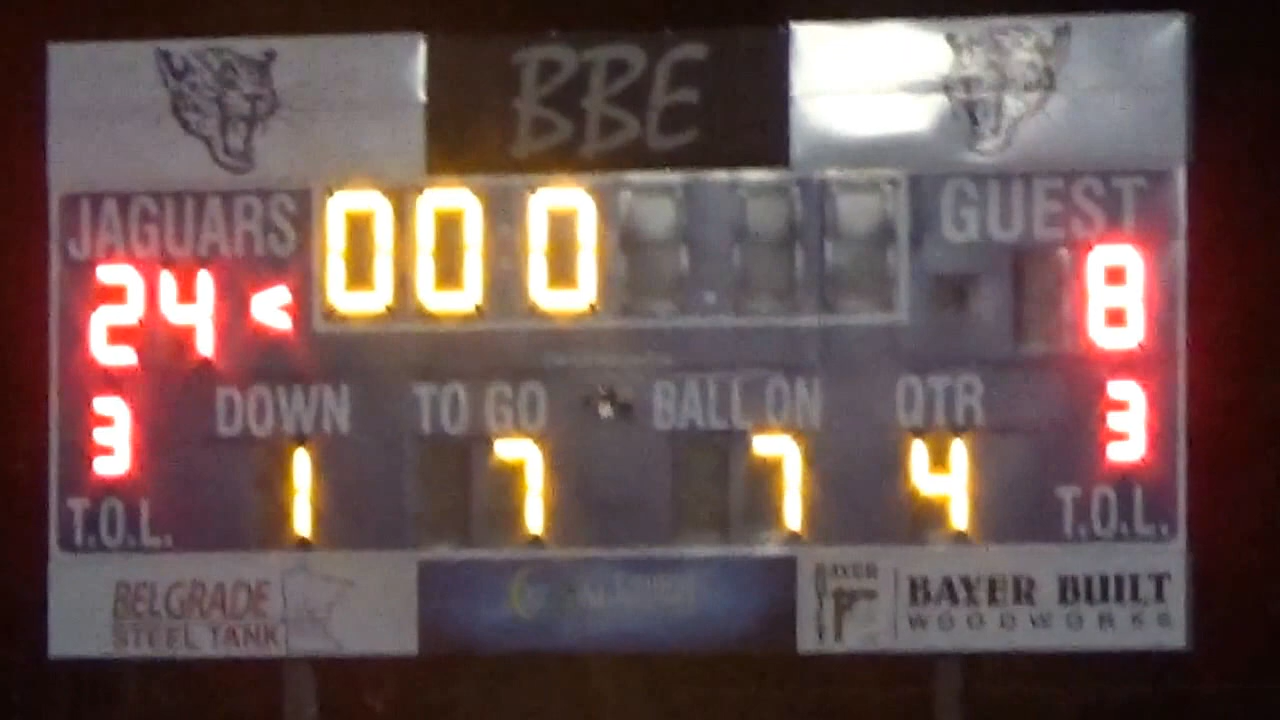 BBE
JAGUARS 000 GUEST
24 < 8
DOWN TO GO BALL ON QTR
3 1 7 7 4 3
T.O.L. T.O.L.
BELGRADE
STEEL TANK
BAYER
BAYER BUILT
WOODWORKS